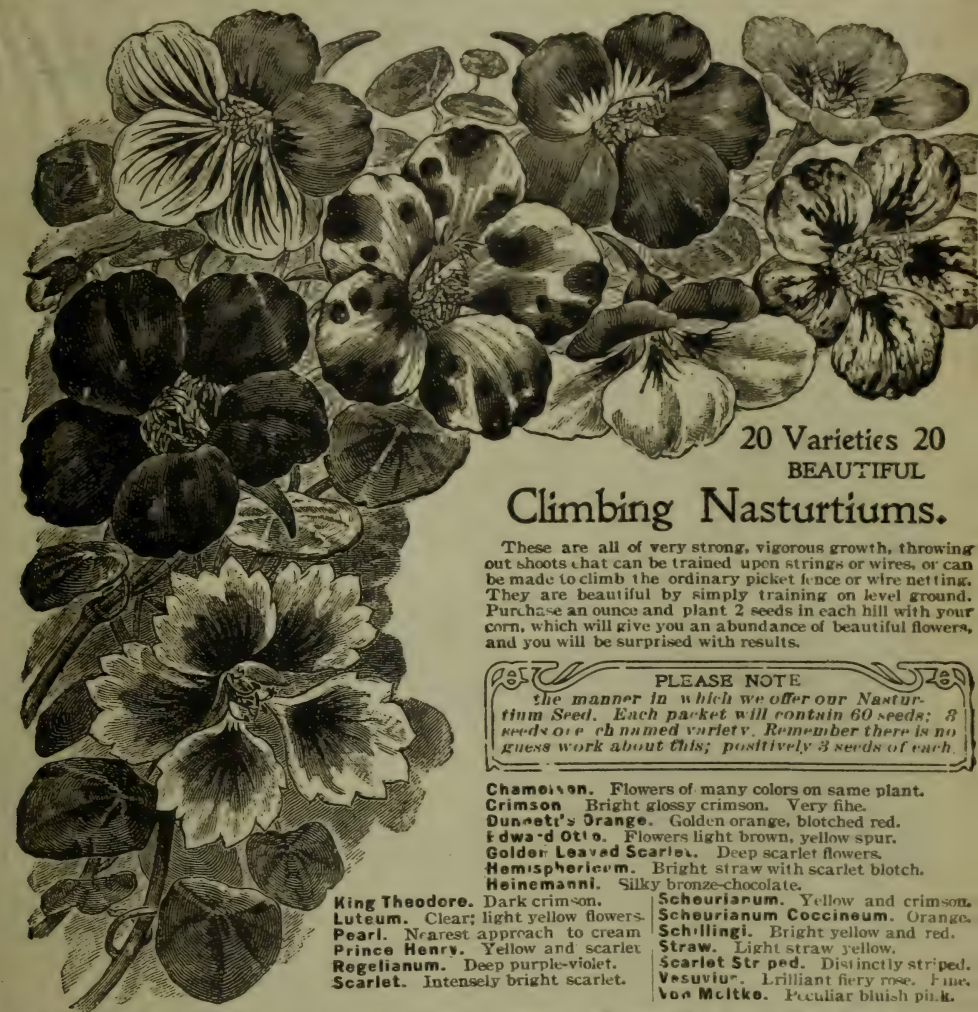 20 Varieties 20
BEAUTIFUL
Climbing Nasturtiums.
These are all of very strong, vigorous growth, throwing
out shoots that can be trained upon strings or wires, or can
be made to climb the ordinary picket fence or wire netting.
They are beautiful by simply training on level ground.
Purchase an ounce and plant 2 seeds in each hill with your
corn, which will give you an abundance of beautiful flowers,
and you will be surprised with results.
PLEASE NOTE
the manner in which we offer our Nastur-
tium Seed. Each packet will contain 60 seeds; 3
seeds of each named variety. Remember there is no
guess work about this; positively 3 seeds of each.
Chameleon. Flowers of many colors on same plant.
Crimson Bright glossy crimson. Very fine.
Dunnett's Orange. Golden orange, blotched red.
Edward Otto. Flowers light brown, yellow spur.
Golden Leaved Scarlet. Deep scarlet flowers.
Hemisphericum. Bright straw with scarlet blotch.
Heinemanni. Silky bronze-chocolate.
King Theodore. Dark crimson.
Luteum. Clear; light yellow flowers.
Pearl. Nearest approach to cream
Prince Henry. Yellow and scarlet
Regelianum. Deep purple-violet.
Scarlet. Intensely bright scarlet.
Scheurianum. Yellow and crimson.
Scheurianum Coccineum. Orange.
Schillingi. Bright yellow and red.
Straw. Light straw yellow.
Scarlet Striped. Distinctly striped.
Vesuvius. Brilliant fiery rose. Fine.
Von Moltke. Peculiar bluish pink.